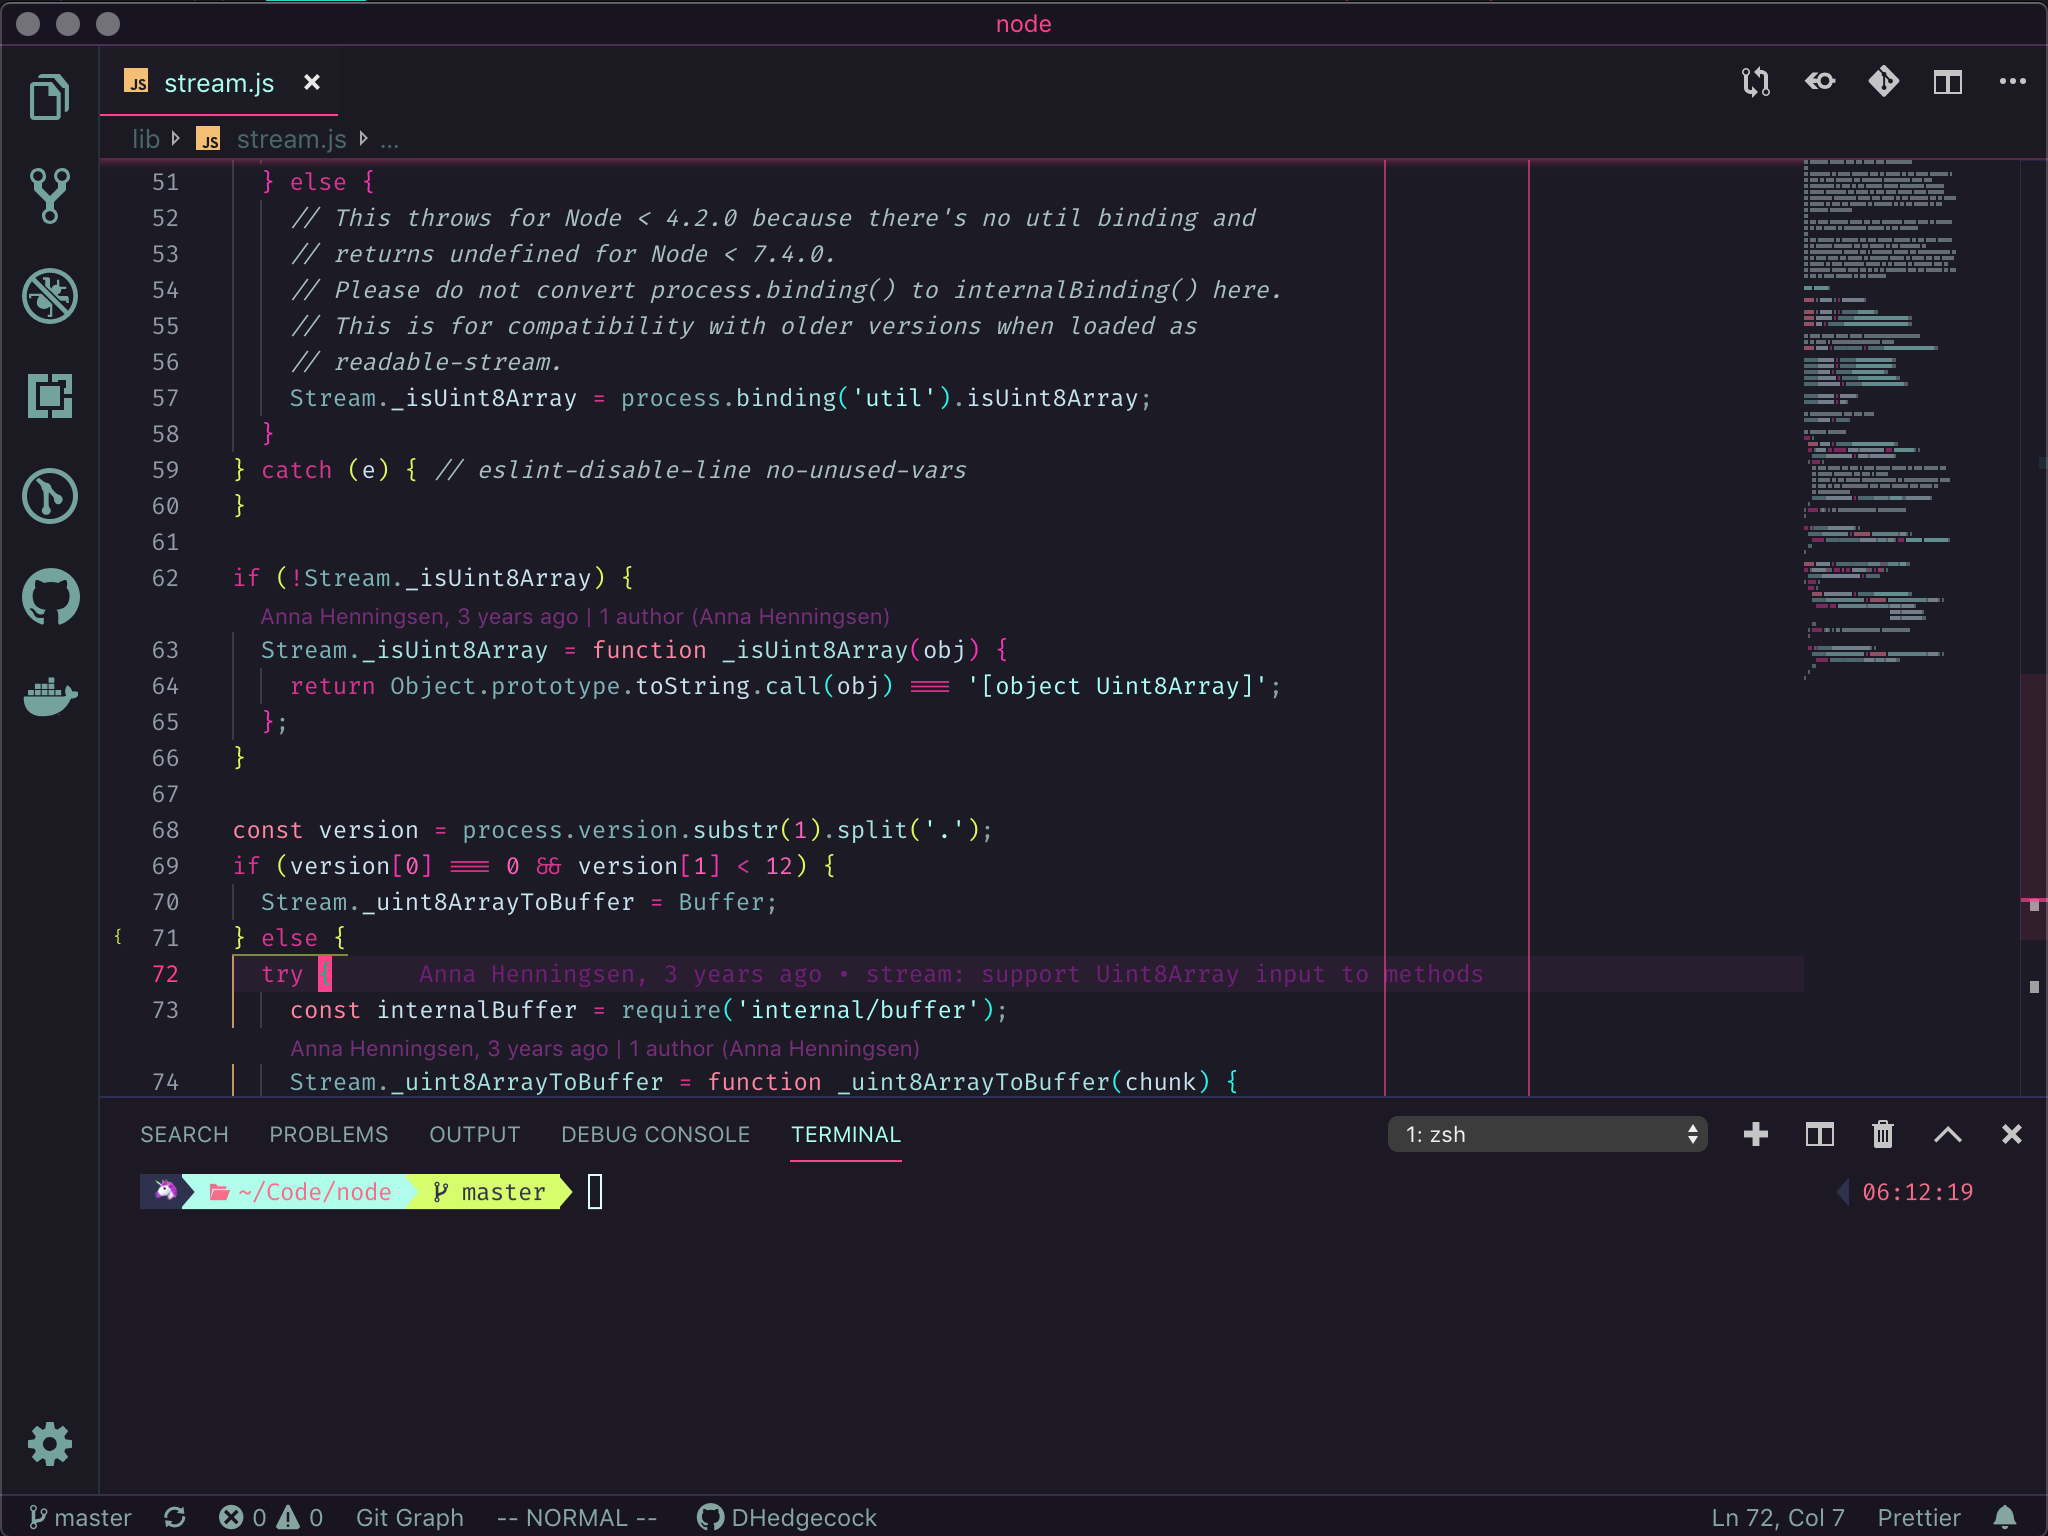 node
JS stream.js ×
lib JS stream.js ...
51 } else {
52 // This throws for Node < 4.2.0 because there's no util binding and
53 // returns undefined for Node < 7.4.0.
54 // Please do not convert process.binding() to internalBinding() here.
55 // This is for compatibility with older versions when loaded as
56 // readable-stream.
57 Stream._isUint8Array = process.binding('util').isUint8Array;
58 }
59 } catch (e) { // eslint-disable-line no-unused-vars
60 }
61
62 if (!Stream._isUint8Array) {
Anna Henningsen, 3 years ago | 1 author (Anna Henningsen)
63 Stream._isUint8Array = function _isUint8Array(obj) {
64 return Object.prototype.toString.call(obj) === '[object Uint8Array]';
65 };
66 }
67
68 const version = process.version.substr(1).split('.');
69 if (version[0] === 0 && version[1] < 12) {
70 Stream._uint8ArrayToBuffer = Buffer;
{ 71 } else {
72 try { Anna Henningsen, 3 years ago • stream: support Uint8Array input to methods
73 const internalBuffer = require('internal/buffer');
Anna Henningsen, 3 years ago | 1 author (Anna Henningsen)
74 Stream._uint8ArrayToBuffer = function _uint8ArrayToBuffer(chunk) {
SEARCH PROBLEMS OUTPUT DEBUG CONSOLE TERMINAL 1: zsh
~/Code/node master 06:12:19
master 0 0 Git Graph -- NORMAL -- DHedgecock Ln 72, Col 7 Prettier